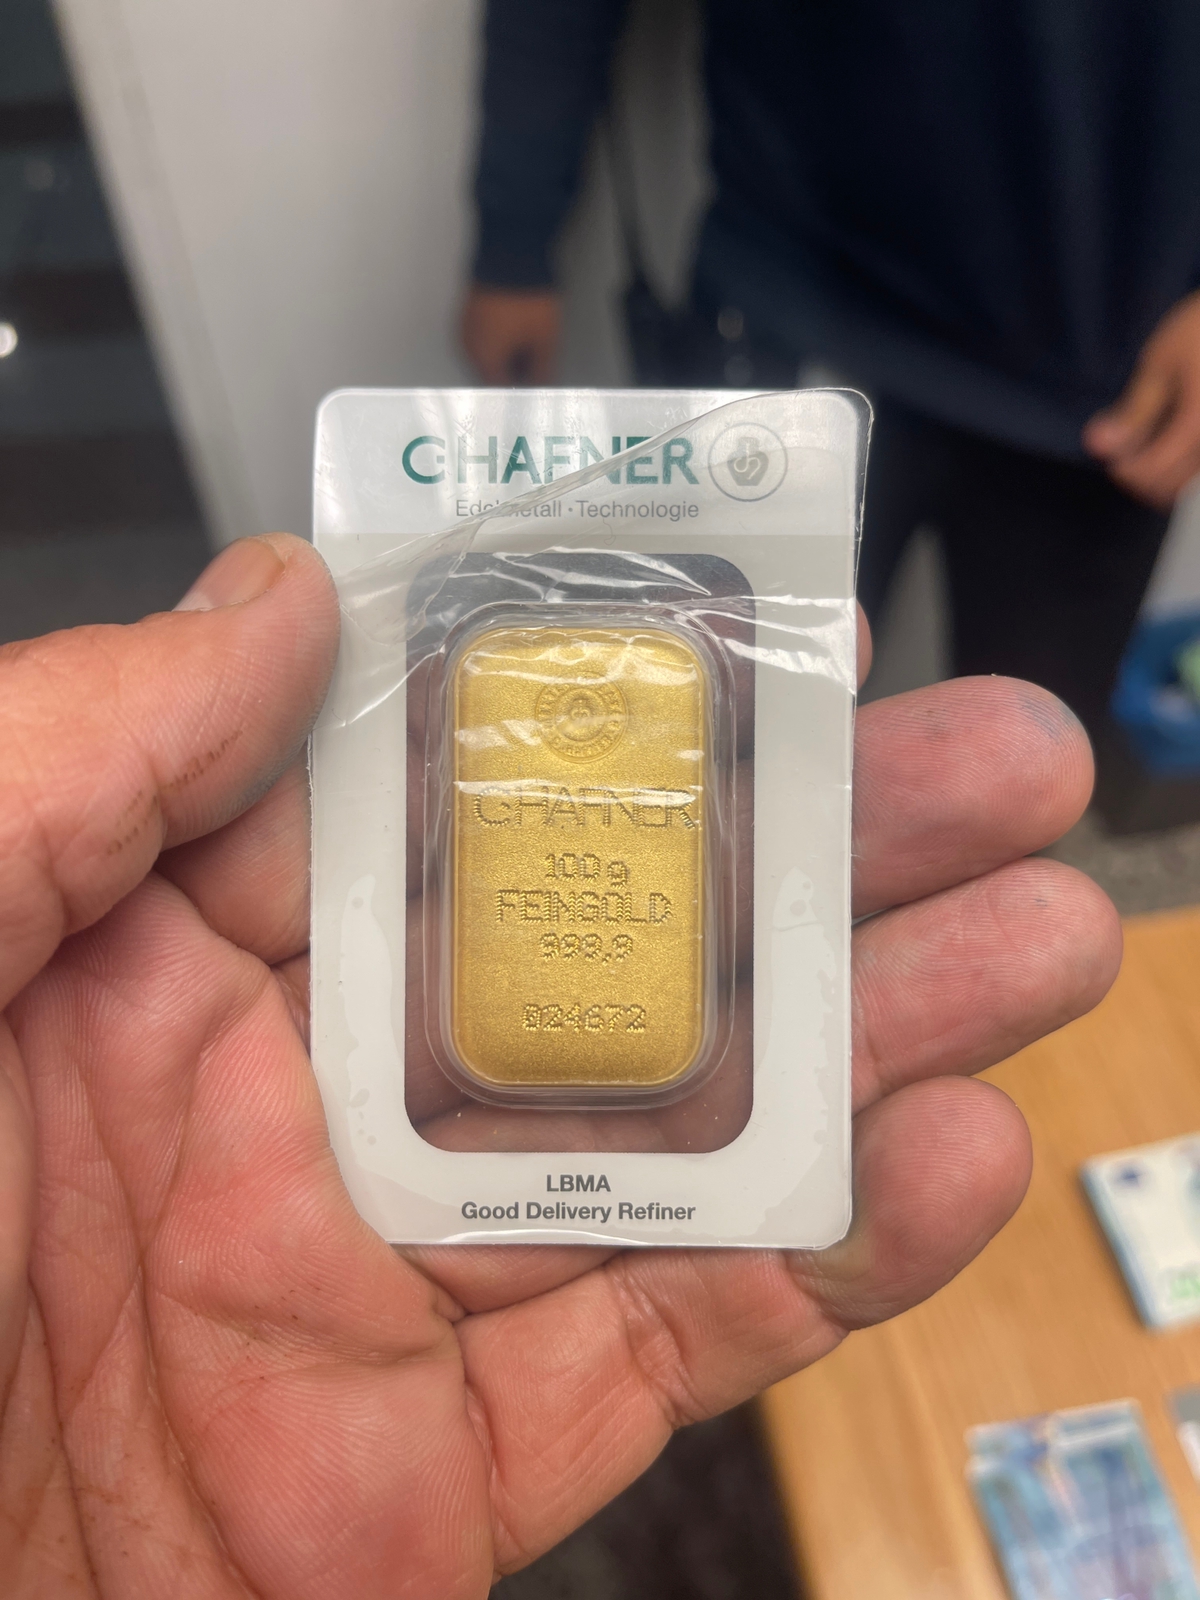 C·HAFNER
Edelmetall · Technologie
C·HAFNER
100 g
FEINGOLD
999,9
024672
LBMA
Good Delivery Refiner